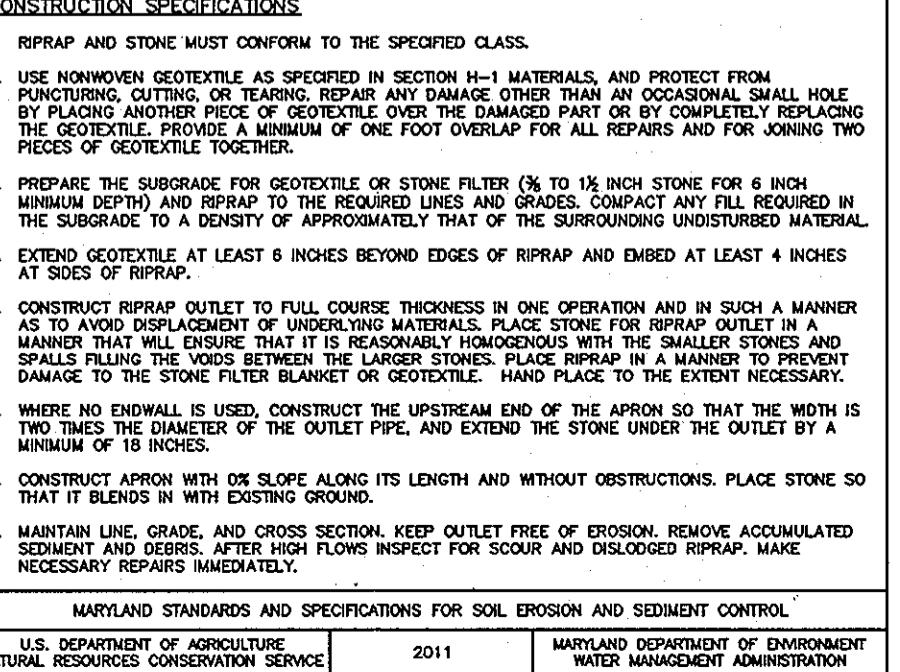 ONSTRUCTION SPECIFICATIONS
RIPRAP AND STONE MUST CONFORM TO THE SPECIFIED CLASS.
. USE NONWOVEN GEOTEXTILE AS SPECIFIED IN SECTION H-1 MATERIALS, AND PROTECT FROM
PUNCTURING, CUTTING, OR TEARING. REPAIR ANY DAMAGE OTHER THAN AN OCCASIONAL SMALL HOLE
BY PLACING ANOTHER PIECE OF GEOTEXTILE OVER THE DAMAGED PART OR BY COMPLETELY REPLACING
THE GEOTEXTILE. PROVIDE A MINIMUM OF ONE FOOT OVERLAP FOR ALL REPAIRS AND FOR JOINING TWO
PIECES OF GEOTEXTILE TOGETHER.
. PREPARE THE SUBGRADE FOR GEOTEXTILE OR STONE FILTER (⅜ TO 1½ INCH STONE FOR 6 INCH
MINIMUM DEPTH) AND RIPRAP TO THE REQUIRED LINES AND GRADES. COMPACT ANY FILL REQUIRED IN
THE SUBGRADE TO A DENSITY OF APPROXIMATELY THAT OF THE SURROUNDING UNDISTURBED MATERIAL.
. EXTEND GEOTEXTILE AT LEAST 6 INCHES BEYOND EDGES OF RIPRAP AND EMBED AT LEAST 4 INCHES
AT SIDES OF RIPRAP.
. CONSTRUCT RIPRAP OUTLET TO FULL COURSE THICKNESS IN ONE OPERATION AND IN SUCH A MANNER
AS TO AVOID DISPLACEMENT OF UNDERLYING MATERIALS. PLACE STONE FOR RIPRAP OUTLET IN A
MANNER THAT WILL ENSURE THAT IT IS REASONABLY HOMOGENOUS WITH THE SMALLER STONES AND
SPALLS FILLING THE VOIDS BETWEEN THE LARGER STONES. PLACE RIPRAP IN A MANNER TO PREVENT
DAMAGE TO THE STONE FILTER BLANKET OR GEOTEXTILE. HAND PLACE TO THE EXTENT NECESSARY.
. WHERE NO ENDWALL IS USED, CONSTRUCT THE UPSTREAM END OF THE APRON SO THAT THE WIDTH IS
TWO TIMES THE DIAMETER OF THE OUTLET PIPE, AND EXTEND THE STONE UNDER THE OUTLET BY A
MINIMUM OF 18 INCHES.
. CONSTRUCT APRON WITH 0% SLOPE ALONG ITS LENGTH AND WITHOUT OBSTRUCTIONS. PLACE STONE SO
THAT IT BLENDS IN WITH EXISTING GROUND.
. MAINTAIN LINE, GRADE, AND CROSS SECTION. KEEP OUTLET FREE OF EROSION. REMOVE ACCUMULATED
SEDIMENT AND DEBRIS. AFTER HIGH FLOWS INSPECT FOR SCOUR AND DISLODGED RIPRAP. MAKE
NECESSARY REPAIRS IMMEDIATELY.
MARYLAND STANDARDS AND SPECIFICATIONS FOR SOIL EROSION AND SEDIMENT CONTROL
U.S. DEPARTMENT OF AGRICULTURE
TURAL RESOURCES CONSERVATION SERVICE
2011
MARYLAND DEPARTMENT OF ENVIRONMENT
WATER MANAGEMENT ADMINISTRATION